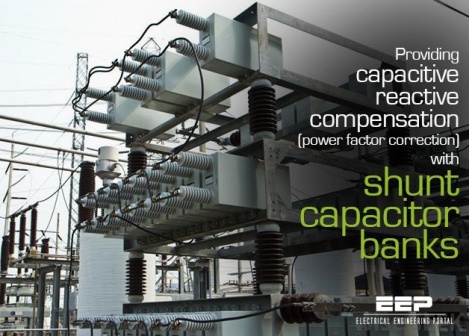 Providing
capacitive
reactive
compensation
(power factor correction)
with
shunt
capacitor
banks
EEP
ELECTRICAL ENGINEERING PORTAL